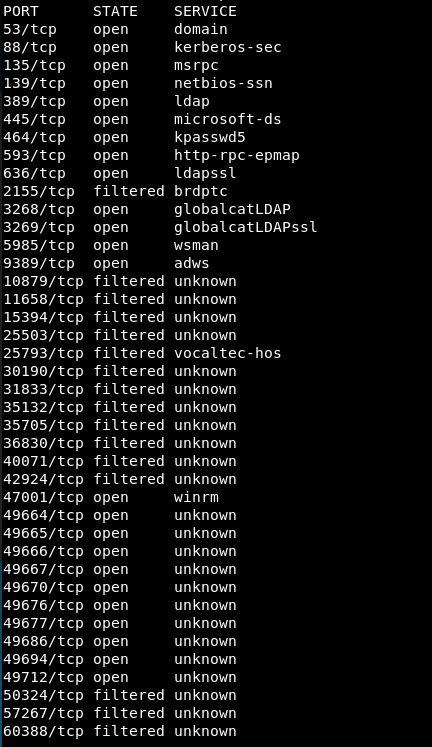 PORT STATE SERVICE
53/tcp open domain
88/tcp open kerberos-sec
135/tcp open msrpc
139/tcp open netbios-ssn
389/tcp open ldap
445/tcp open microsoft-ds
464/tcp open kpasswd5
593/tcp open http-rpc-epmap
636/tcp open ldapssl
2155/tcp filtered brdptc
3268/tcp open globalcatLDAP
3269/tcp open globalcatLDAPssl
5985/tcp open wsman
9389/tcp open adws
10879/tcp filtered unknown
11658/tcp filtered unknown
15394/tcp filtered unknown
25503/tcp filtered unknown
25793/tcp filtered vocaltec-hos
30190/tcp filtered unknown
31833/tcp filtered unknown
35132/tcp filtered unknown
35705/tcp filtered unknown
36830/tcp filtered unknown
40071/tcp filtered unknown
42924/tcp filtered unknown
47001/tcp open winrm
49664/tcp open unknown
49665/tcp open unknown
49666/tcp open unknown
49667/tcp open unknown
49670/tcp open unknown
49676/tcp open unknown
49677/tcp open unknown
49686/tcp open unknown
49694/tcp open unknown
49712/tcp open unknown
50324/tcp filtered unknown
57267/tcp filtered unknown
60388/tcp filtered unknown